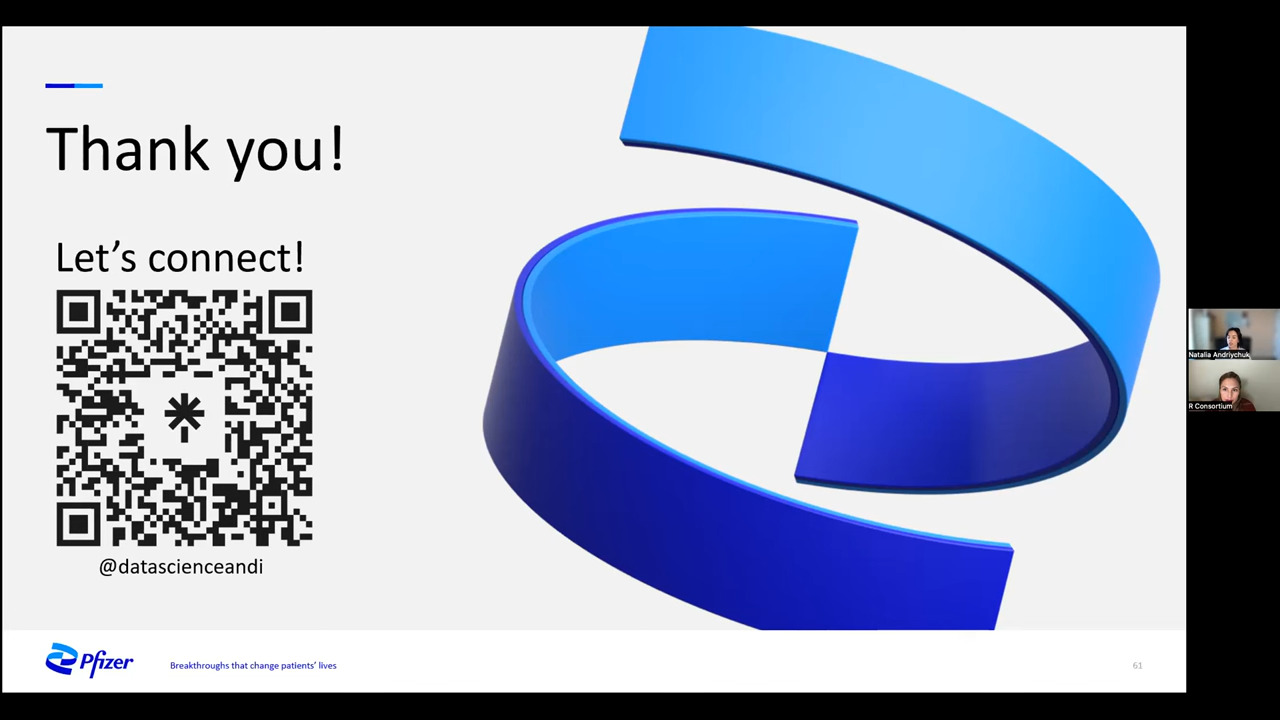 Thank you!
Let's connect!
@datascienceandi
Pfizer
Breakthroughs that change patients' lives
61
Natalia Andriychuk
R Consortium